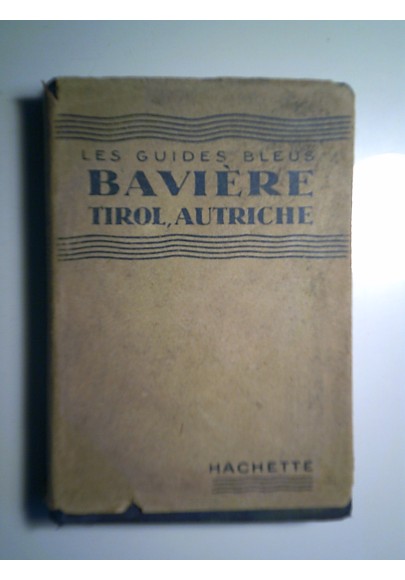 LES GUIDES BLEUS
BAVIÈRE
TIROL, AUTRICHE
HACHETTE